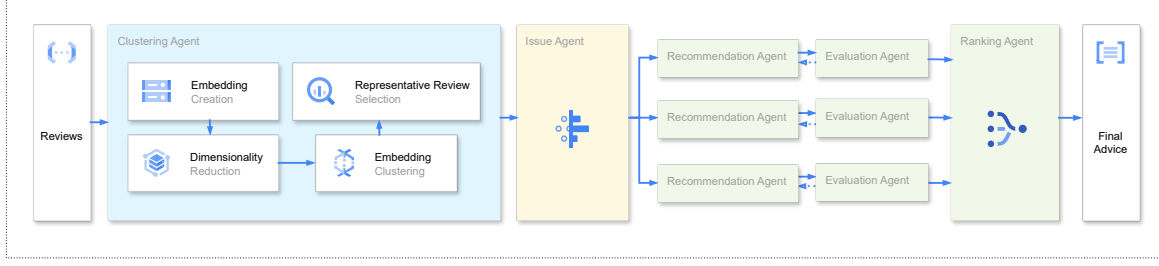 Reviews
Clustering Agent
Embedding
Creation
Dimensionality
Reduction
Embedding
Clustering
Representative Review
Selection
Issue Agent
Recommendation Agent
Evaluation Agent
Recommendation Agent
Evaluation Agent
Recommendation Agent
Evaluation Agent
Ranking Agent
Final
Advice